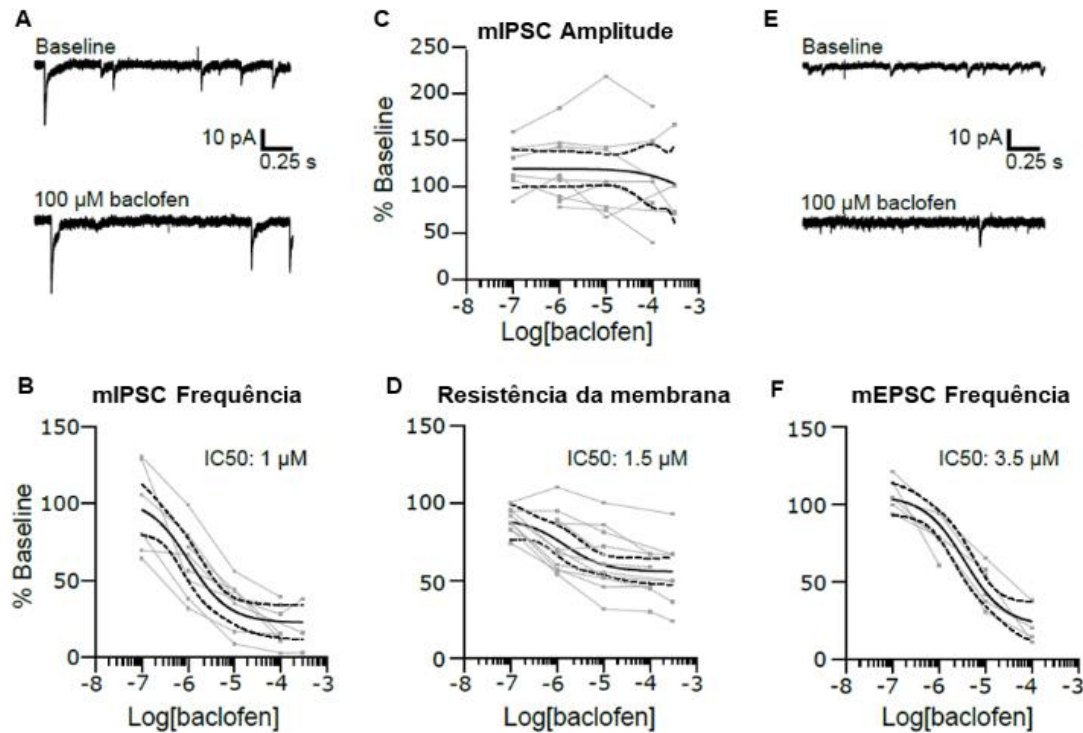 A
Baseline
10 pA
0.25 s
100 µM baclofen
B
mIPSC Frequência
150
100
50
0
% Baseline
IC50: 1 µM
-8 -7 -6 -5 -4 -3
Log[baclofen]
C
mIPSC Amplitude
250
200
150
100
50
0
% Baseline
-8 -7 -6 -5 -4 -3
Log[baclofen]
D
Resistência da membrana
150
100
50
0
IC50: 1.5 µM
-8 -7 -6 -5 -4 -3
Log[baclofen]
E
Baseline
10 pA
0.25 s
100 µM baclofen
F
mEPSC Frequência
150
100
50
0
IC50: 3.5 µM
-8 -7 -6 -5 -4 -3
Log[baclofen]